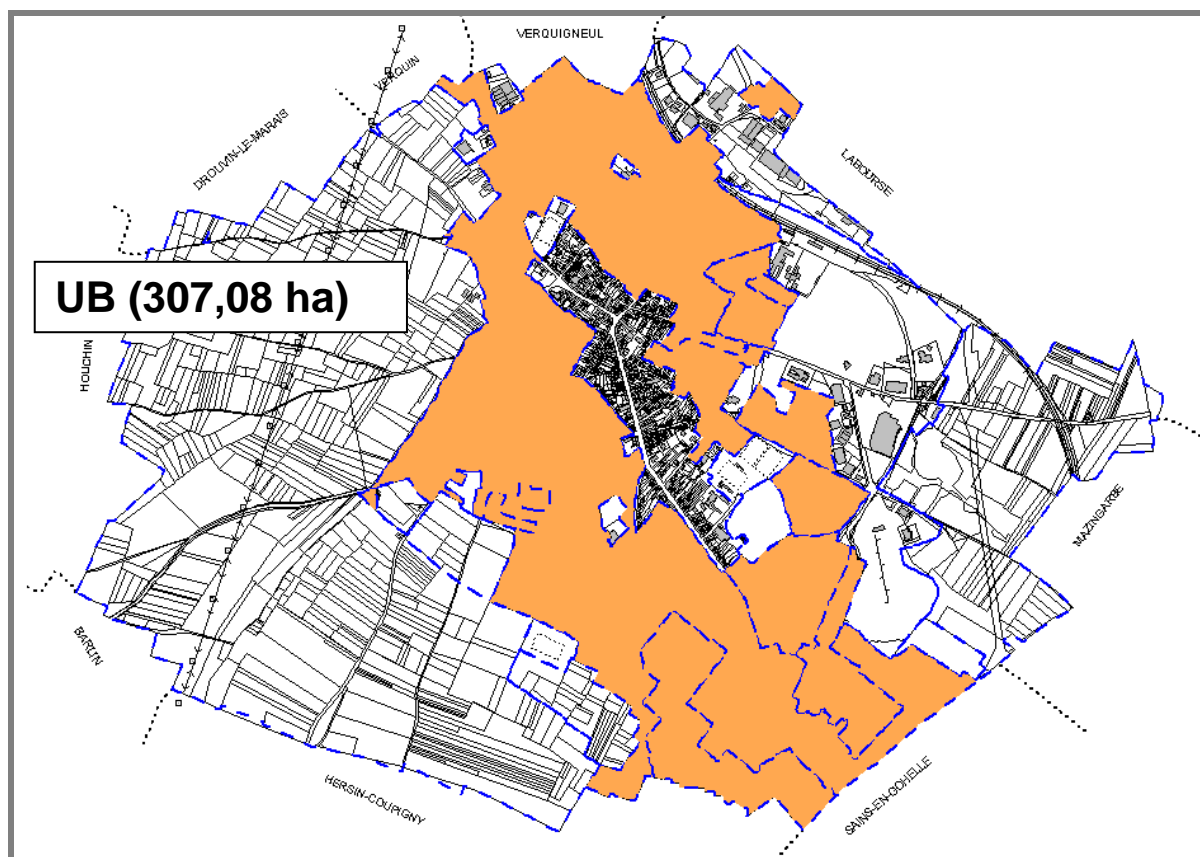 VERQUIGNEUL
VERQUIN
DROUVIN-LE-MARAIS
LABOURSE
UB (307,08 ha)
HOUCHIN
MAZINGARBE
BARLIN
HERSIN-COUPIGNY
SAINS-EN-GOHELLE